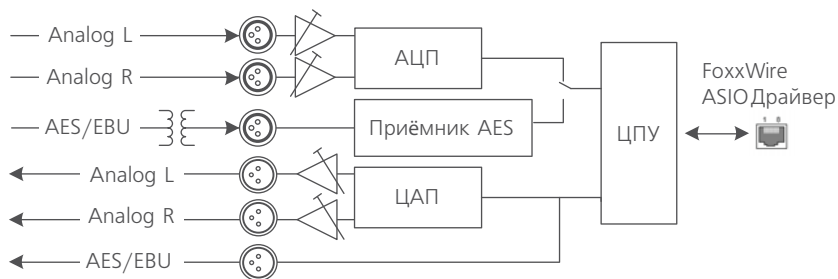 Analog L
АЦП
Analog R
FoxxWire
ASIO Драйвер
AES/EBU
Приёмник AES
ЦПУ
Analog L
ЦАП
Analog R
AES/EBU